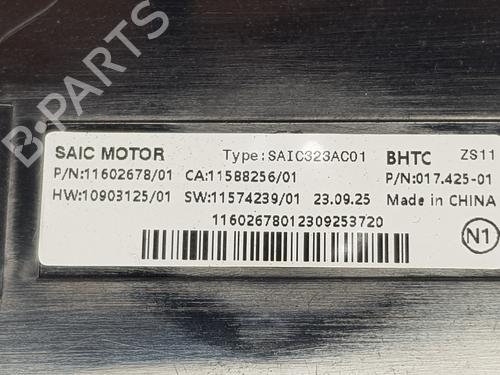 B-PARTS
SAIC MOTOR Type:SAIC323AC01 BHTC ZS11
P/N:11602678/01 CA:11588256/01 P/N:017.425-01
HW:10903125/01 SW:11574239/01 23.09.25 Made in CHINA
11602678012309253720
N1